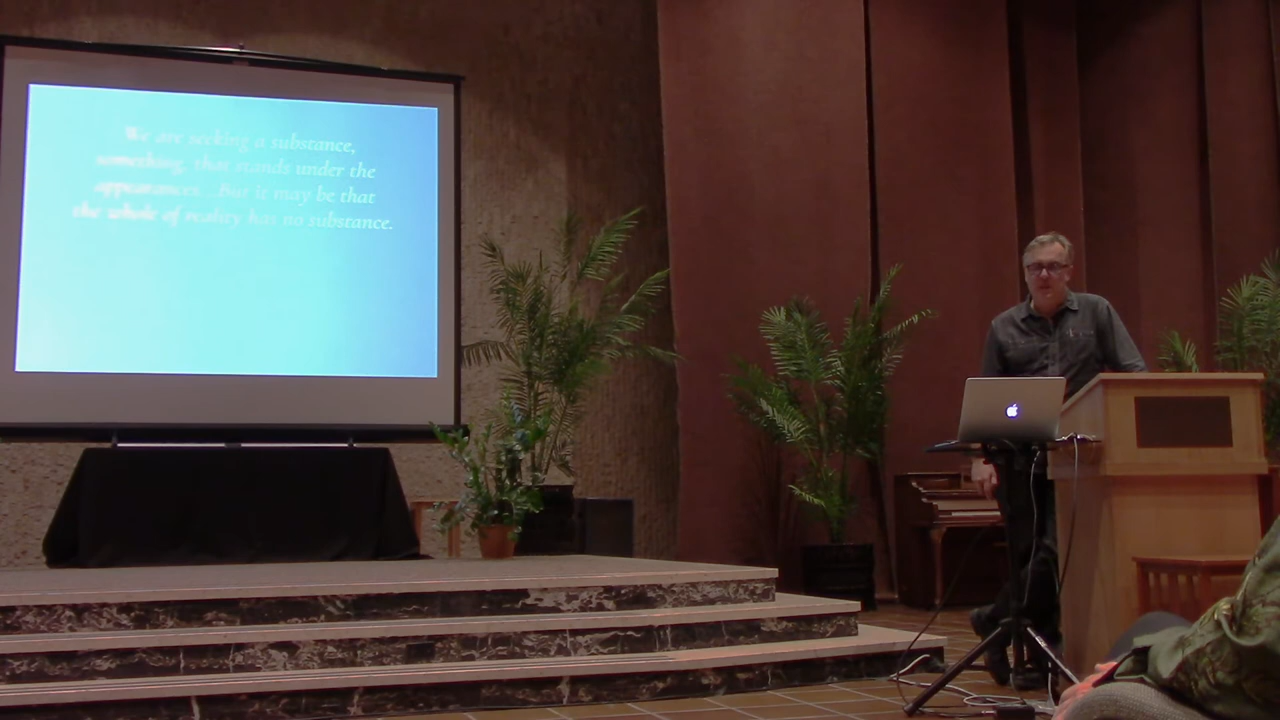 We are seeking a substance,
something, that stands under the
appearances...But it may be that
the whole of reality has no substance.